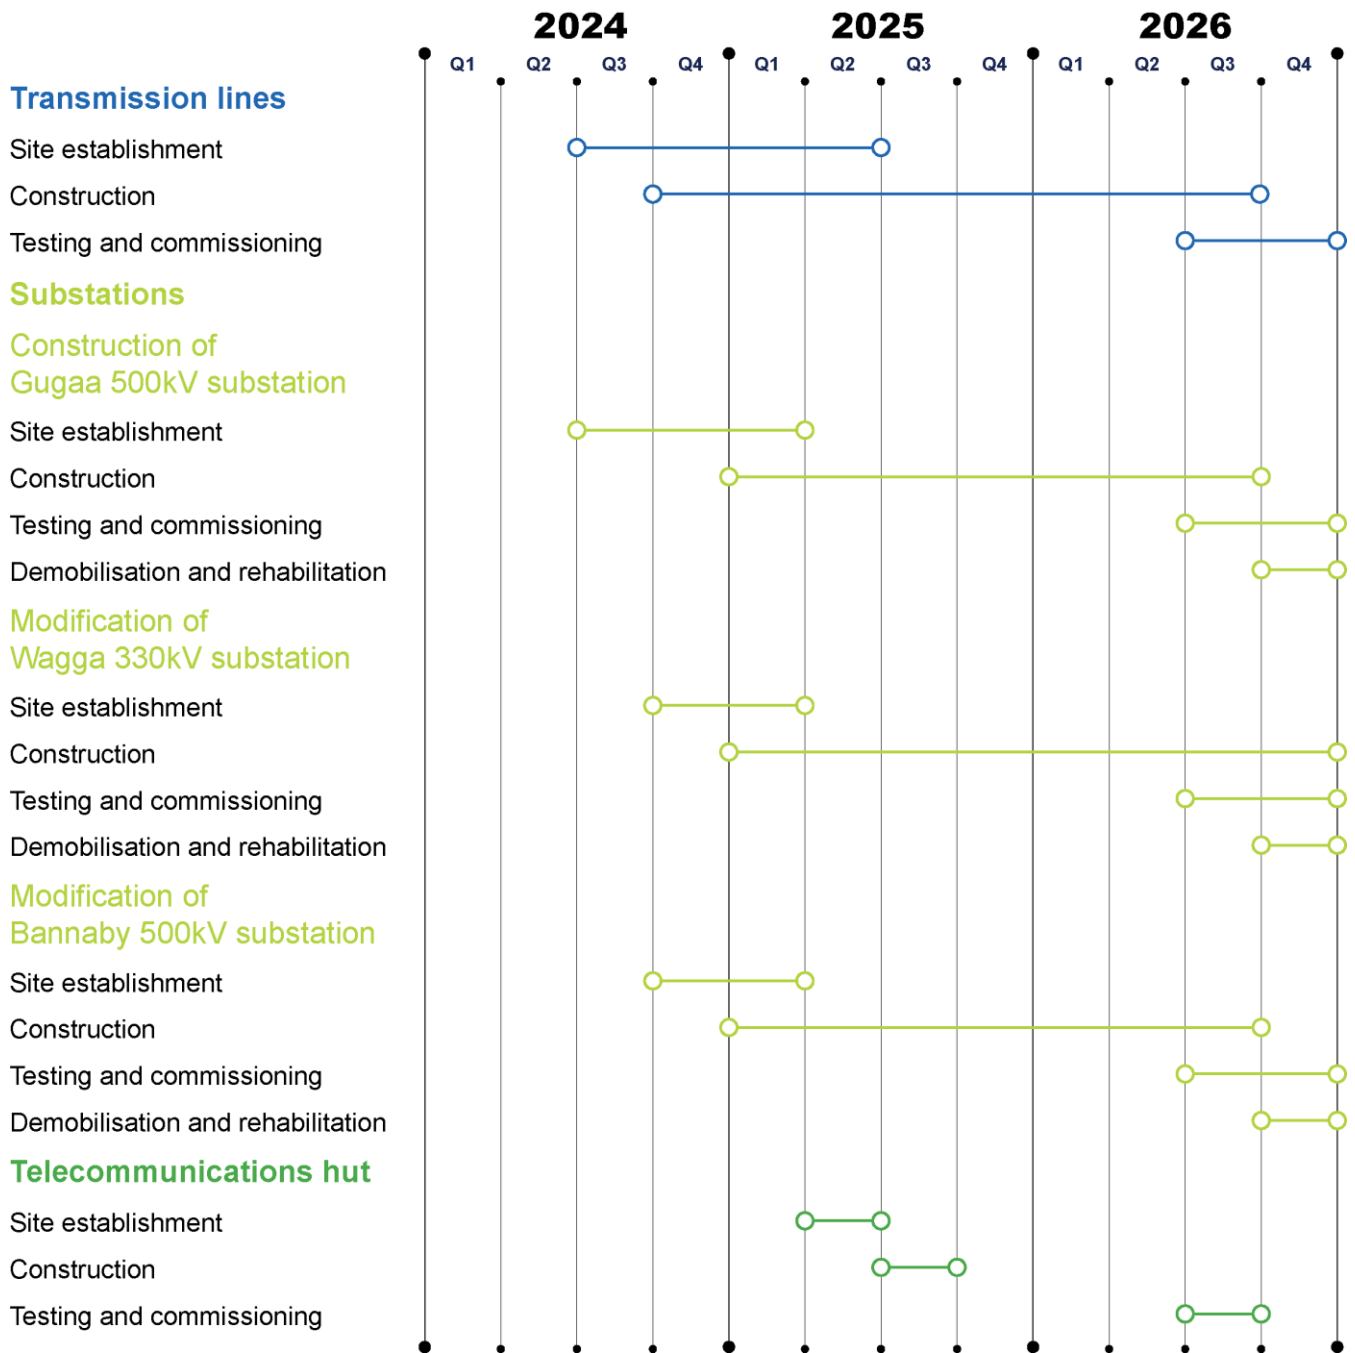 2024 2025 2026
Q1 Q2 Q3 Q4 Q1 Q2 Q3 Q4 Q1 Q2 Q3 Q4
Transmission lines
Site establishment
Construction
Testing and commissioning
Substations
Construction of
Gugaa 500kV substation
Site establishment
Construction
Testing and commissioning
Demobilisation and rehabilitation
Modification of
Wagga 330kV substation
Site establishment
Construction
Testing and commissioning
Demobilisation and rehabilitation
Modification of
Bannaby 500kV substation
Site establishment
Construction
Testing and commissioning
Demobilisation and rehabilitation
Telecommunications hut
Site establishment
Construction
Testing and commissioning